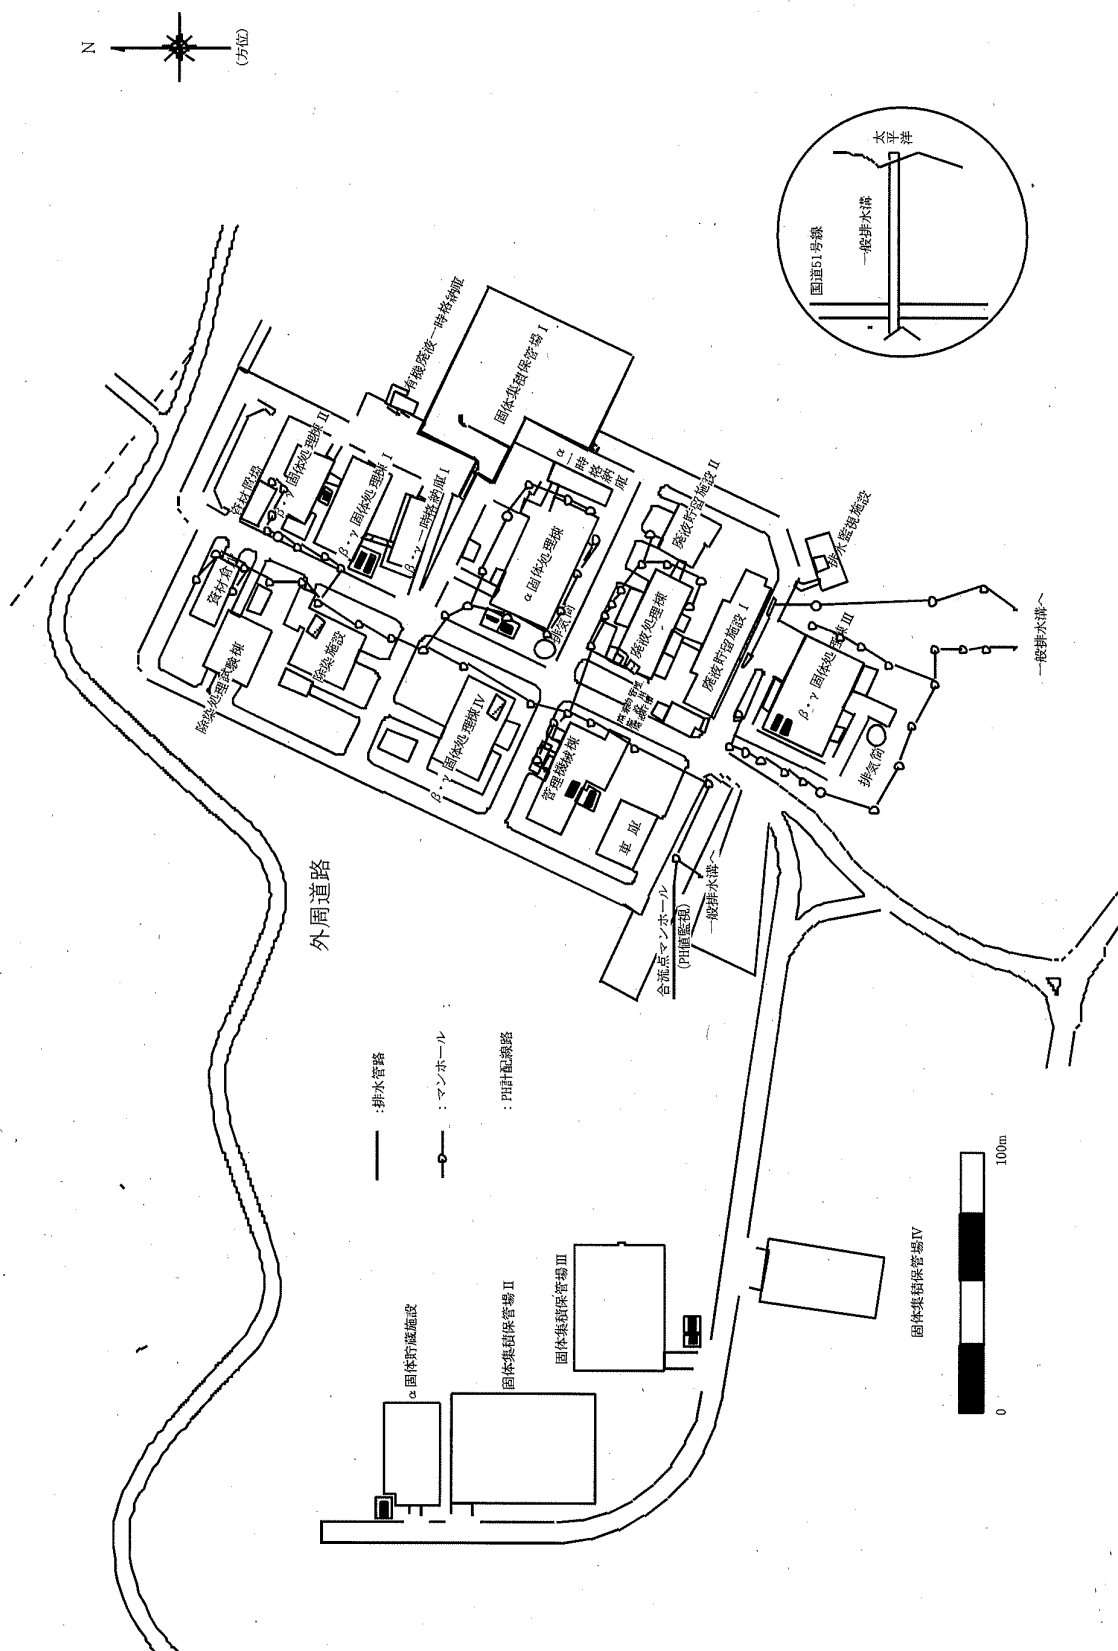 N
(方位)
国道51号線
一般排水溝
太平洋
有機廃液一時格納庫
固体集積保管場Ⅰ
α一時格納庫
資材置場
β・γ 固体処理棟Ⅱ
β・γ 固体処理棟Ⅰ
β・γ 一時格納庫Ⅰ
α 固体処理棟
排気筒
廃液貯留施設Ⅱ
廃液処理棟
廃液貯留施設Ⅰ
排水監視施設
β・γ 固体処理棟Ⅲ
排気筒
一般排水溝へ
資材倉庫
除染処理試験棟
除染施設
β・γ 固体処理棟Ⅳ
管理機械棟
車庫
外周道路
合流点マンホール
(PH値監視)
一般排水溝へ
:排水管路
:マンホール
:PH計配線路
α 固体貯蔵施設
固体集積保管場Ⅱ
固体集積保管場Ⅲ
固体集積保管場Ⅳ
0
100m